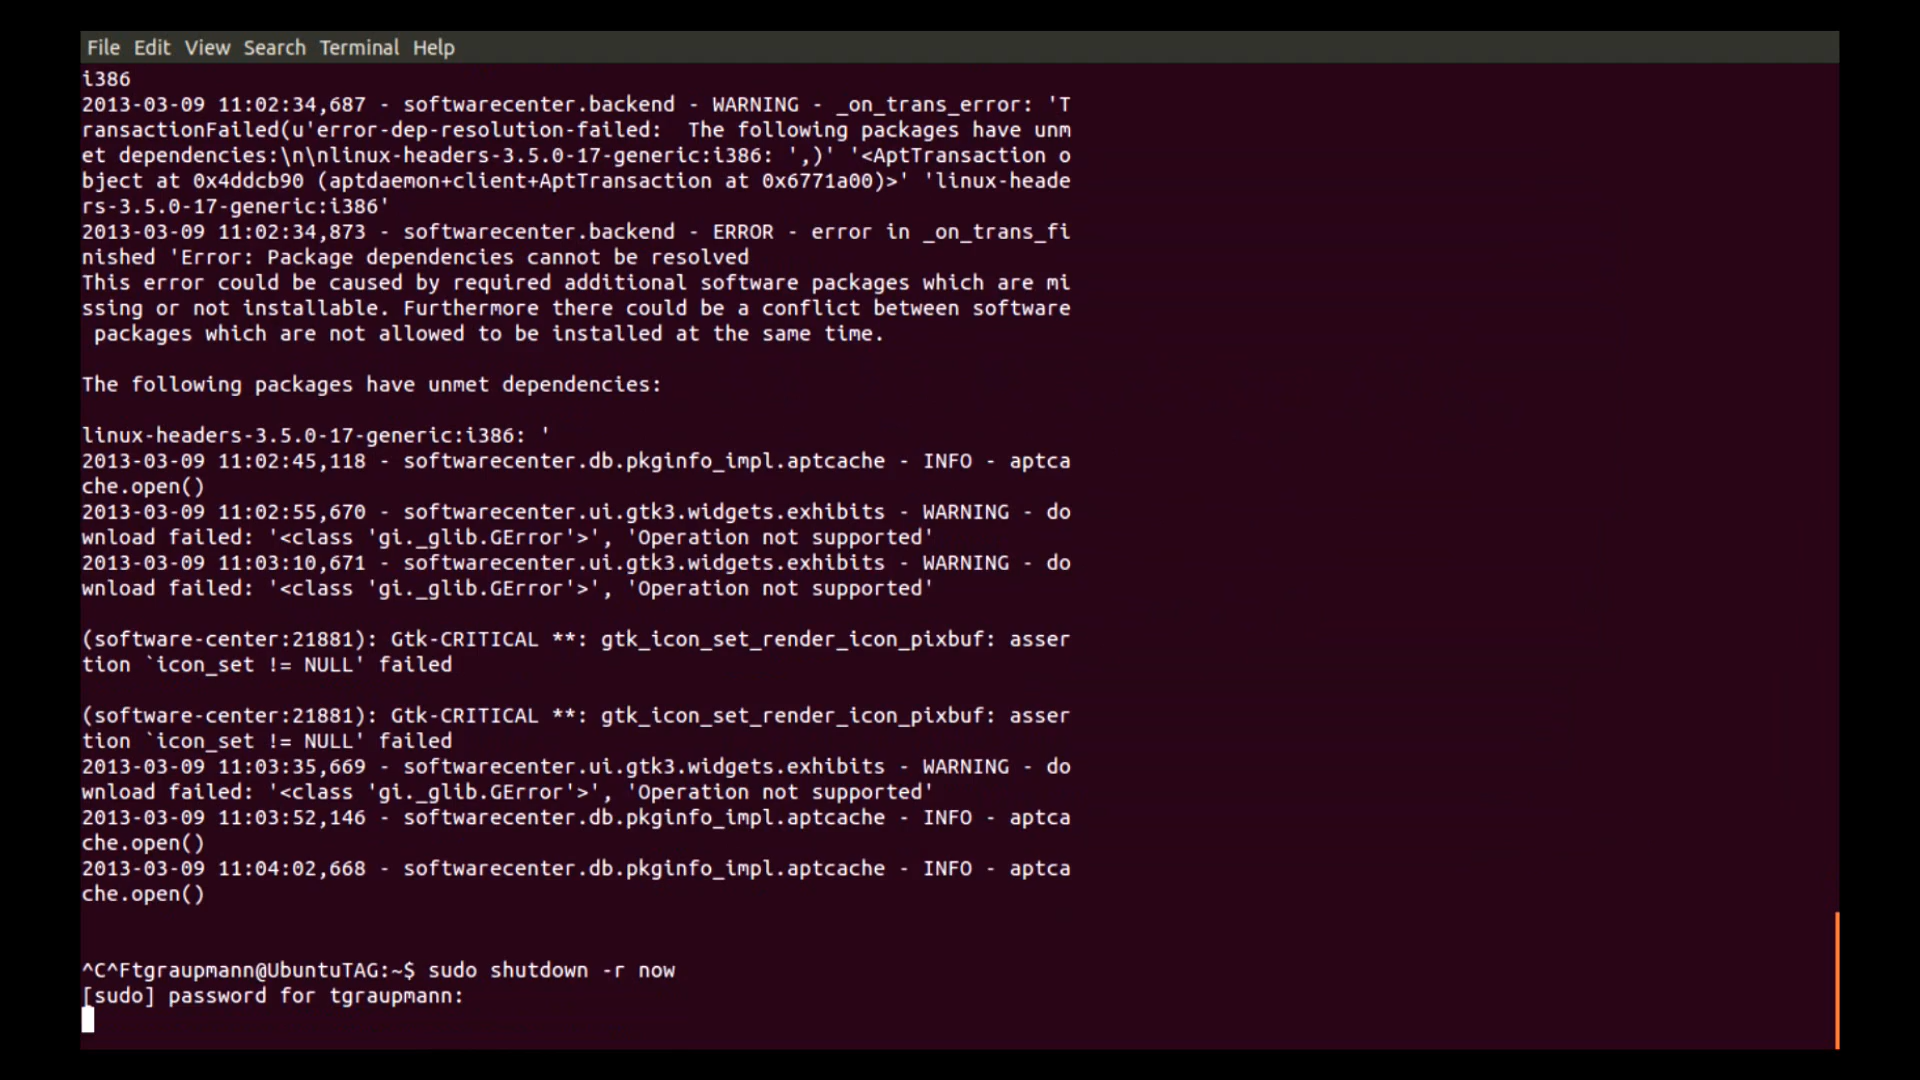 File Edit View Search Terminal Help
i386
2013-03-09 11:02:34,687 - softwarecenter.backend - WARNING - _on_trans_error: 'T
ransactionFailed(u'error-dep-resolution-failed:  The following packages have unm
et dependencies:\n\nlinux-headers-3.5.0-17-generic:i386: ',)' '<AptTransaction o
bject at 0x4ddcb90 (aptdaemon+client+AptTransaction at 0x6771a00)>' 'linux-heade
rs-3.5.0-17-generic:i386'
2013-03-09 11:02:34,873 - softwarecenter.backend - ERROR - error in _on_trans_fi
nished 'Error: Package dependencies cannot be resolved
This error could be caused by required additional software packages which are mi
ssing or not installable. Furthermore there could be a conflict between software
 packages which are not allowed to be installed at the same time.
The following packages have unmet dependencies:
linux-headers-3.5.0-17-generic:i386: '
2013-03-09 11:02:45,118 - softwarecenter.db.pkginfo_impl.aptcache - INFO - aptca
che.open()
2013-03-09 11:02:55,670 - softwarecenter.ui.gtk3.widgets.exhibits - WARNING - do
wnload failed: '<class 'gi._glib.GError'>', 'Operation not supported'
2013-03-09 11:03:10,671 - softwarecenter.ui.gtk3.widgets.exhibits - WARNING - do
wnload failed: '<class 'gi._glib.GError'>', 'Operation not supported'
(software-center:21881): Gtk-CRITICAL **: gtk_icon_set_render_icon_pixbuf: asser
tion `icon_set != NULL' failed
(software-center:21881): Gtk-CRITICAL **: gtk_icon_set_render_icon_pixbuf: asser
tion `icon_set != NULL' failed
2013-03-09 11:03:35,669 - softwarecenter.ui.gtk3.widgets.exhibits - WARNING - do
wnload failed: '<class 'gi._glib.GError'>', 'Operation not supported'
2013-03-09 11:03:52,146 - softwarecenter.db.pkginfo_impl.aptcache - INFO - aptca
che.open()
2013-03-09 11:04:02,668 - softwarecenter.db.pkginfo_impl.aptcache - INFO - aptca
che.open()
^C^Ftgraupmann@UbuntuTAG:~$ sudo shutdown -r now
[sudo] password for tgraupmann: